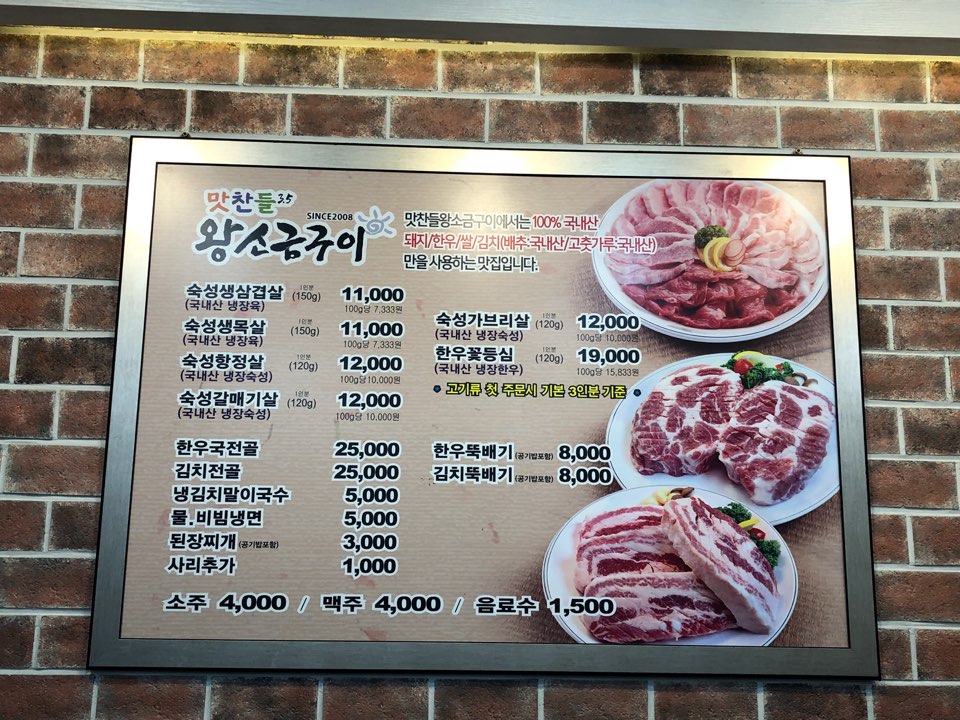 맛찬들 3.5
SINCE2008
왕소금구이
맛찬들왕소금구이에서는 100% 국내산
돼지/한우/쌀/김치(배추:국내산/고춧가루:국내산)
만을 사용하는 맛집입니다.
숙성생삼겹살 1인분 (150g) 11,000
(국내산 냉장육) 100g당 7,333원
숙성생목살 1인분 (150g) 11,000
(국내산 냉장육) 100g당 7,333원
숙성항정살 1인분 (120g) 12,000
(국내산 냉장숙성) 100g당10,000원
숙성갈매기살 1인분 (120g) 12,000
(국내산 냉장숙성) 100g당 10,000원
숙성가브리살 1인분 (120g) 12,000
(국내산 냉장숙성) 100g당 10,000원
한우꽃등심 1인분 (120g) 19,000
(국내산 냉장한우) 100g당 15,833원
고기류 첫 주문시 기본 3인분 기준
한우국전골 25,000
김치전골 25,000
냉김치말이국수 5,000
물.비빔냉면 5,000
된장찌개 (공기밥포함) 3,000
사리추가 1,000
한우뚝배기 (공기밥포함) 8,000
김치뚝배기 (공기밥포함) 8,000
소주 4,000 / 맥주 4,000 / 음료수 1,500